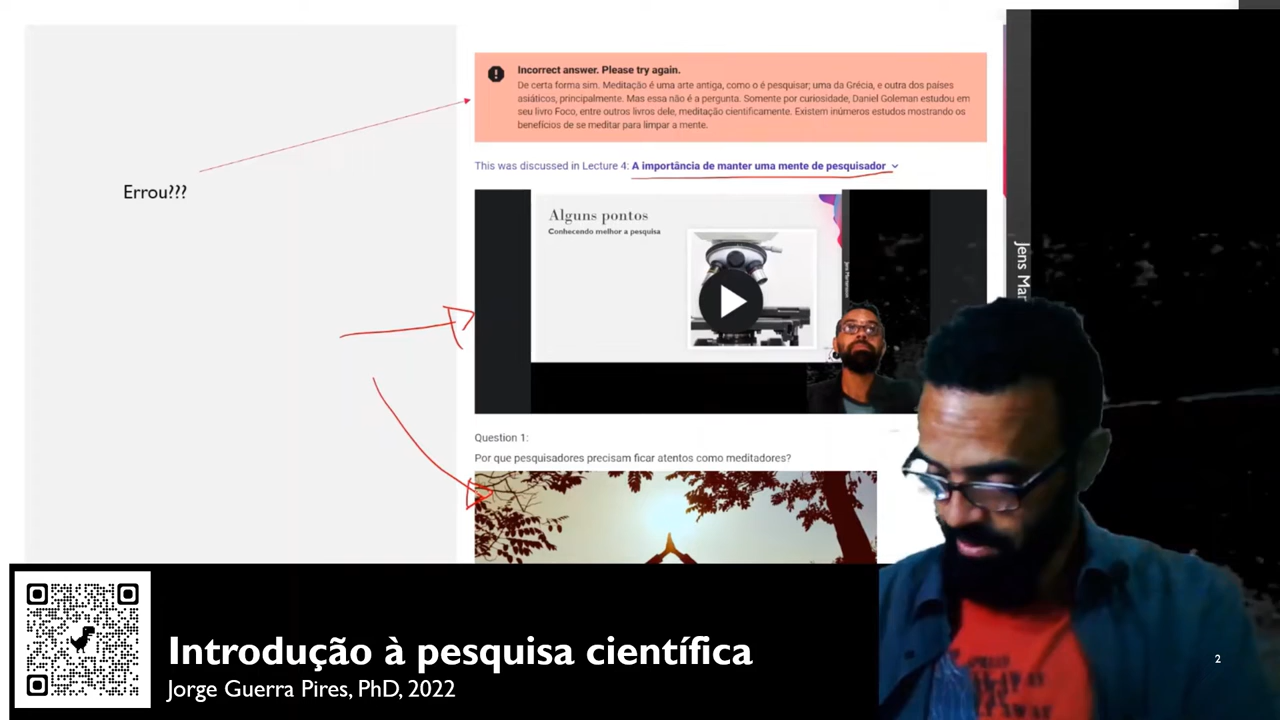 Incorrect answer. Please try again.
De certa forma sim. Meditação é uma arte antiga, como o é pesquisar; uma da Grécia, e outra dos países
asiáticos, principalmente. Mas essa não é a pergunta. Somente por curiosidade, Daniel Goleman estudou em
seu livro Foco, entre outros livros dele, meditação cientificamente. Existem inúmeros estudos mostrando os
benefícios de se meditar para limpar a mente.
This was discussed in Lecture 4: A importância de manter uma mente de pesquisador
Errou???
Alguns pontos
Conhecendo melhor a pesquisa
Jens Mar
Question 1:
Por que pesquisadores precisam ficar atentos como meditadores?
Introdução à pesquisa científica
Jorge Guerra Pires, PhD, 2022
2